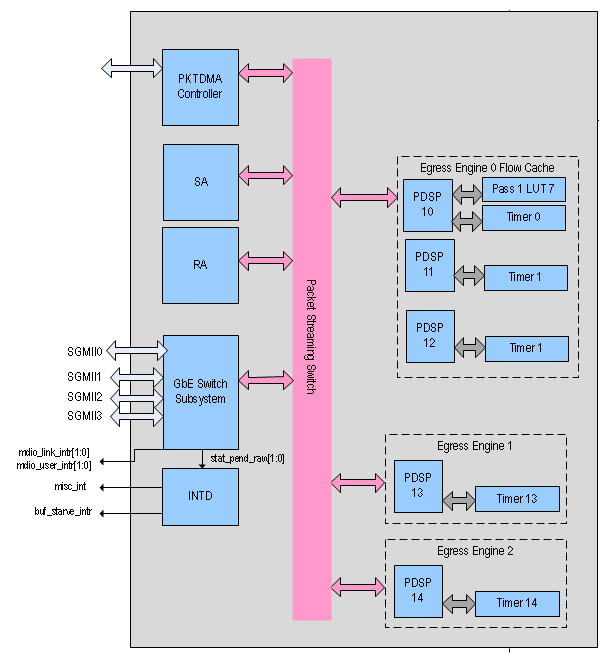 PKTDMA
Controller
SA
RA
SGMII0
SGMII1
SGMII2
SGMII3
GbE Switch
Subsystem
mdio_link_intr[1:0]
mdio_user_intr[1:0]
stat_pend_raw[1:0]
misc_int
INTD
buf_starve_intr
Packet Streaming Switch
Egress Engine 0 Flow Cache
PDSP
10
Pass 1 LUT 7
Timer 0
PDSP
11
Timer 1
PDSP
12
Timer 1
Egress Engine 1
PDSP
13
Timer 13
Egress Engine 2
PDSP
14
Timer 14